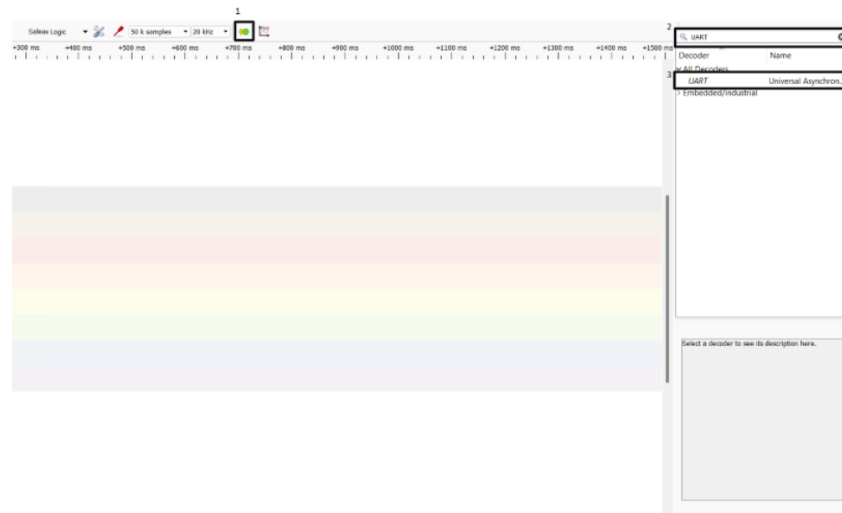 1
Saleae Logic 50 k samples 20 kHz
2
UART
+300 ms +400 ms +500 ms +600 ms +700 ms +800 ms +900 ms +1000 ms +1100 ms +1200 ms +1300 ms +1400 ms +1500 ms
Decoder Name
All Decoders
3
UART Universal Asynchron...
Embedded/industrial
Select a decoder to see its description here.